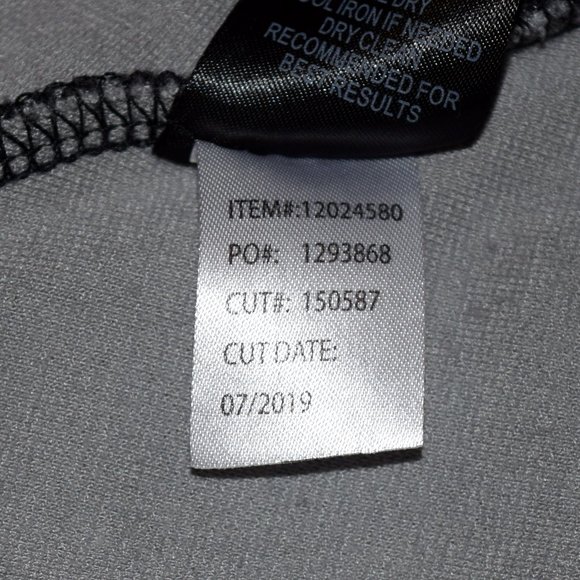 DRY
IRON IF NEEDED
DRY CLEAN
RECOMMENDED FOR
BEST RESULTS
ITEM#:12024580
PO#: 1293868
CUT#: 150587
CUT DATE:
07/2019